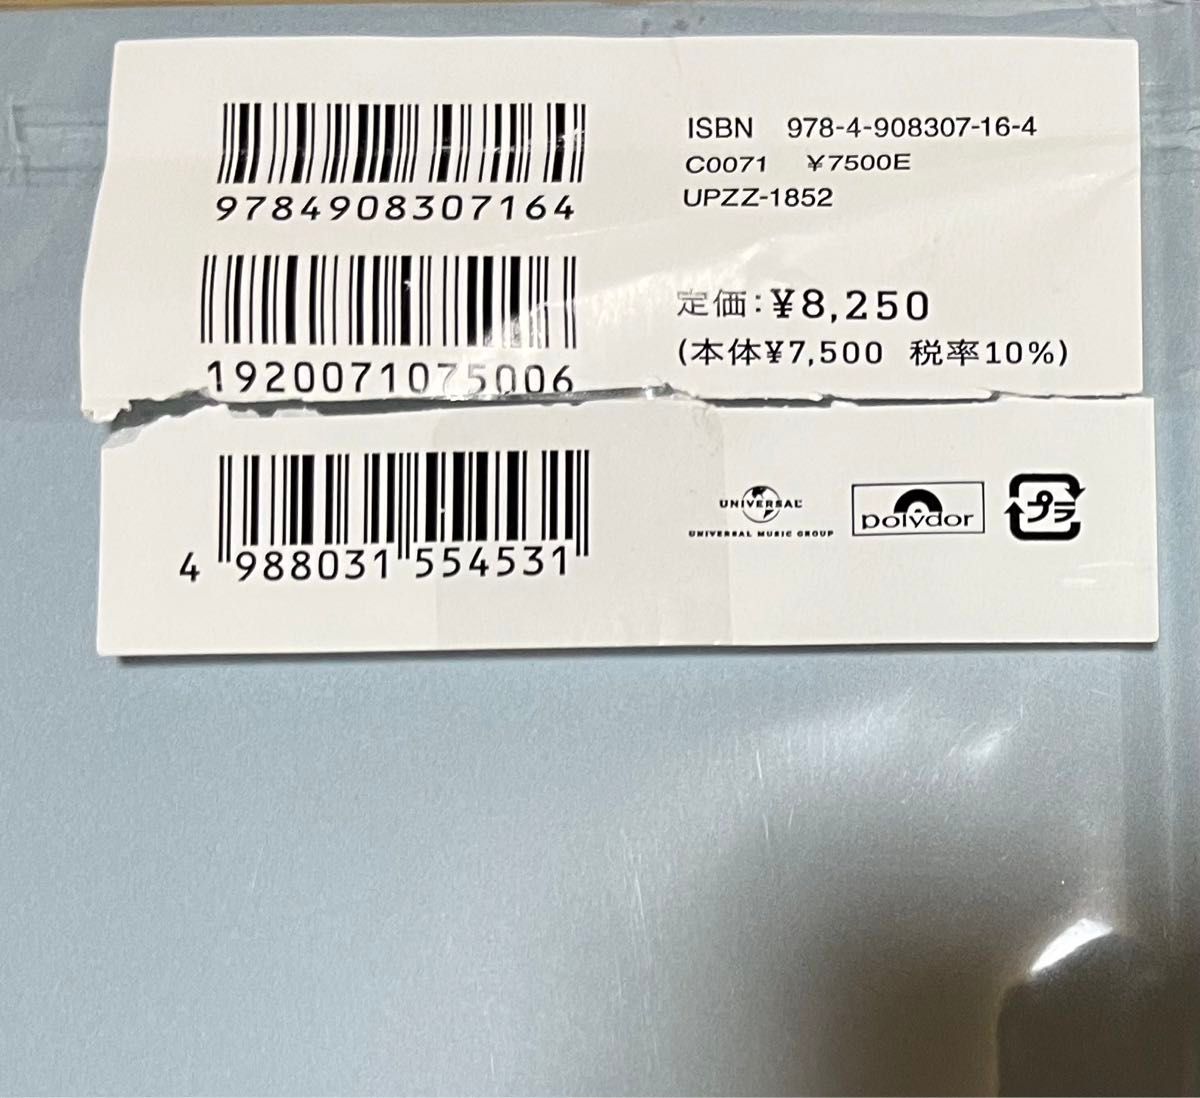 ISBN 978-4-908307-16-4
C0071 ¥7500E
UPZZ-1852
9784908307164
定価:¥8,250
(本体¥7,500 税率10%)
1920071075006
4 988031 554531
UNIVERSAL
UNIVERSAL MUSIC GROUP
polydor
プラ